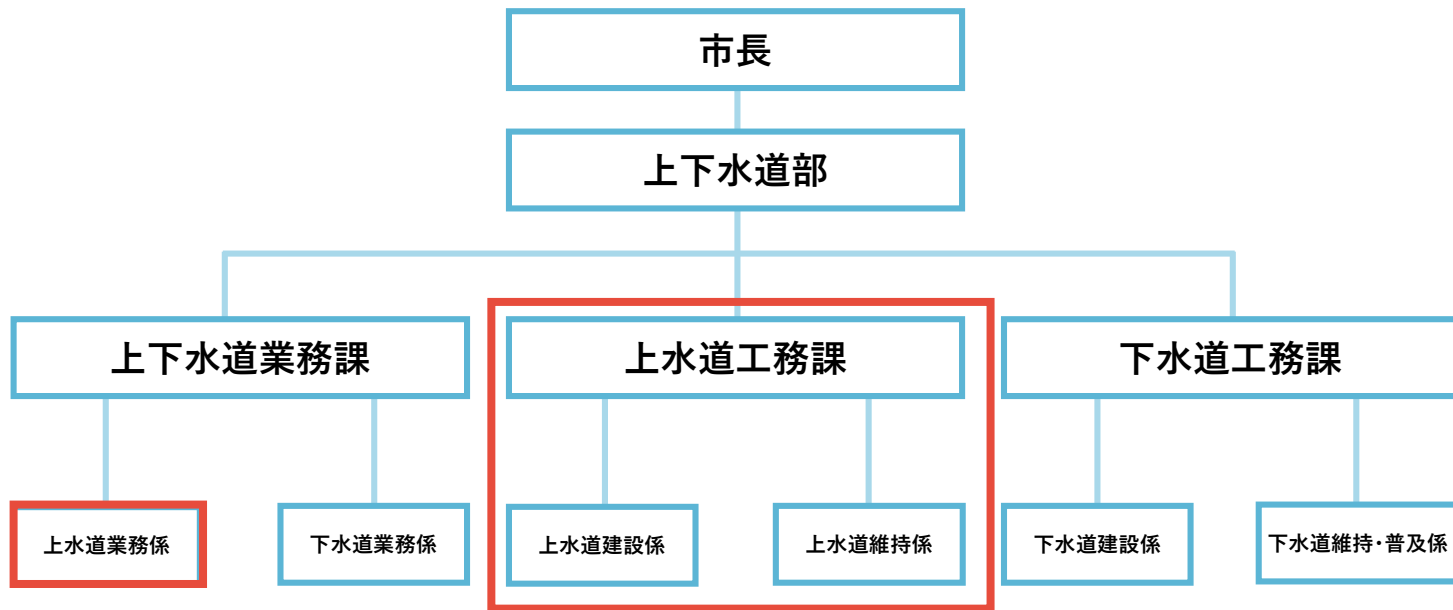 市長
上下水道部
上下水道業務課
上水道工務課
下水道工務課
上水道業務係
下水道業務係
上水道建設係
上水道維持係
下水道建設係
下水道維持・普及係